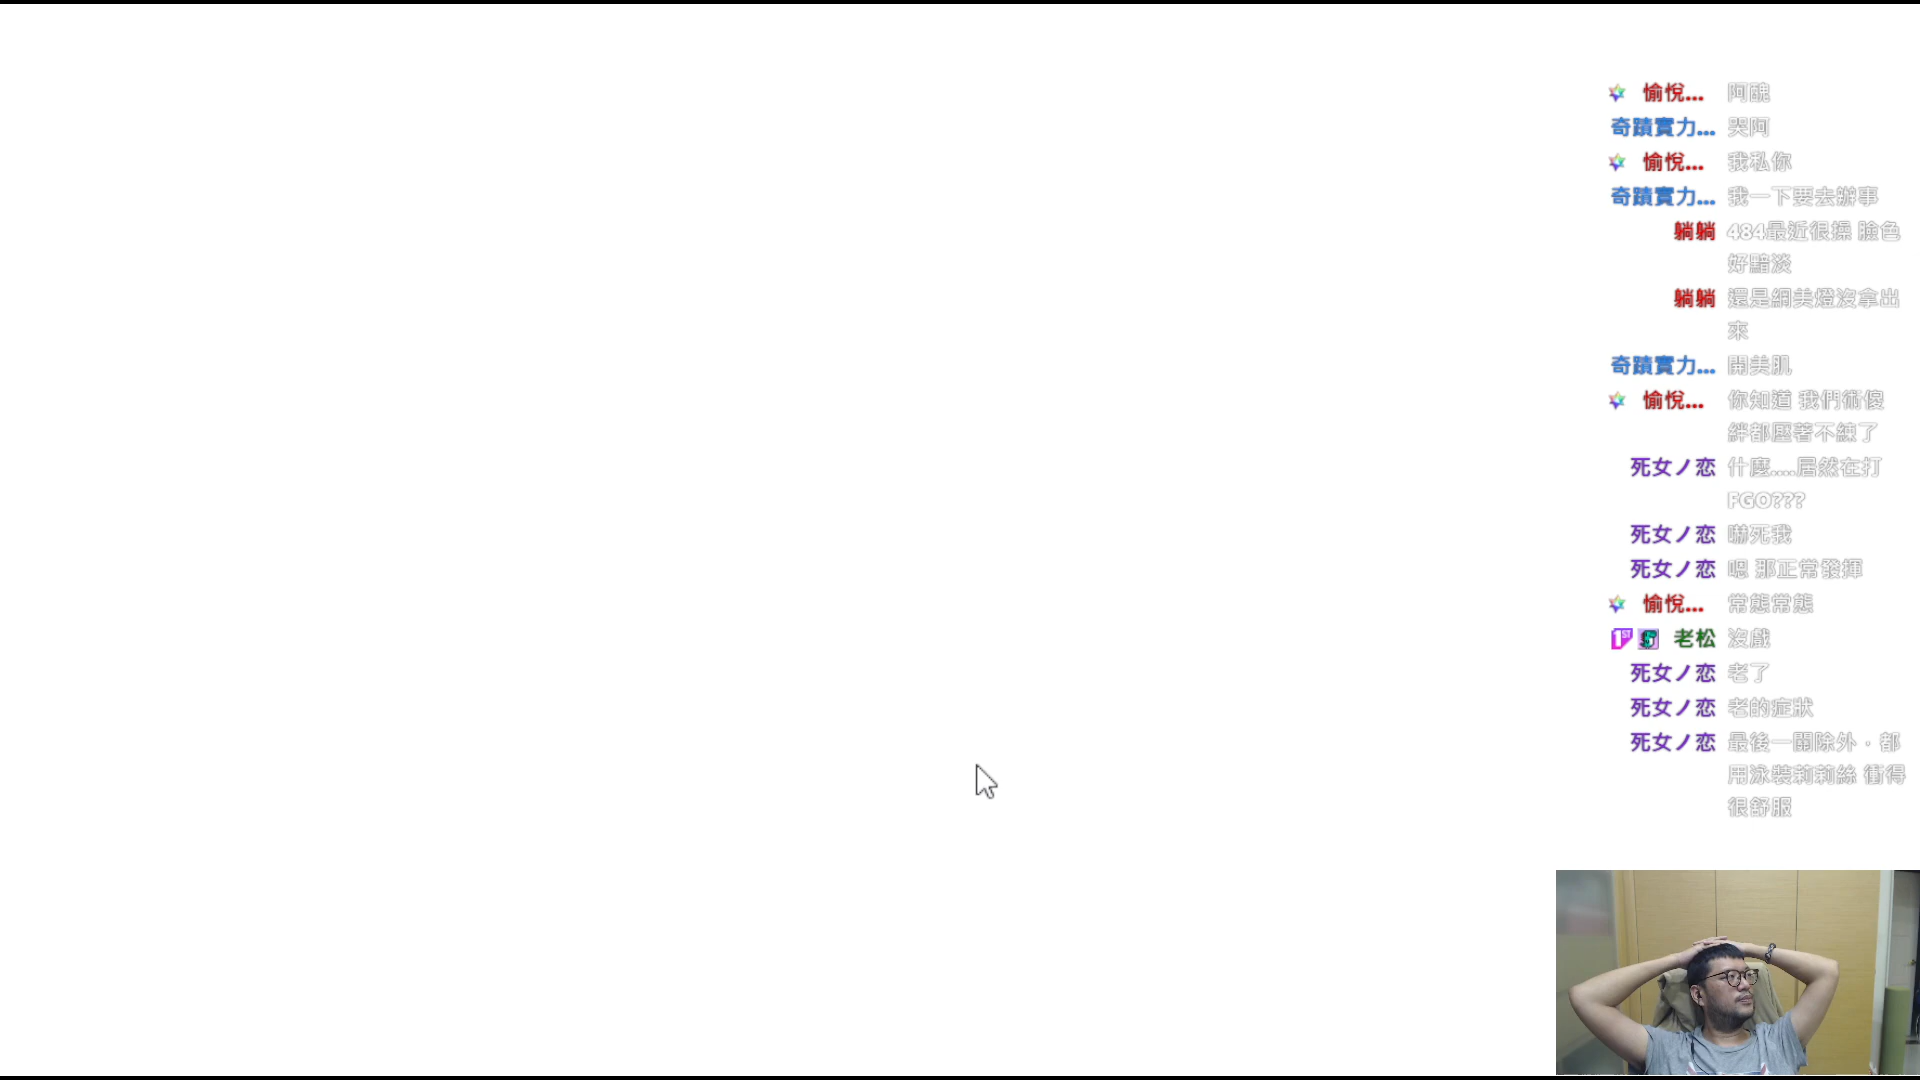 愉悅... 阿醜
奇蹟實力... 哭阿
愉悅... 我私你
奇蹟實力... 我一下要去辦事
躺躺 484最近很操 臉色
好黯淡
躺躺 還是網美燈沒拿出
來
奇蹟實力... 開美肌
愉悅... 你知道 我們術傻
絆都壓著不練了
死女ノ恋 什麼.....居然在打
FGO???
死女ノ恋 嚇死我
死女ノ恋 嗯 那正常發揮
愉悅... 常態常態
1ST 老松 沒戲
死女ノ恋 老了
死女ノ恋 老的症狀
死女ノ恋 最後一關除外，都
用泳裝莉莉絲 衝得
很舒服